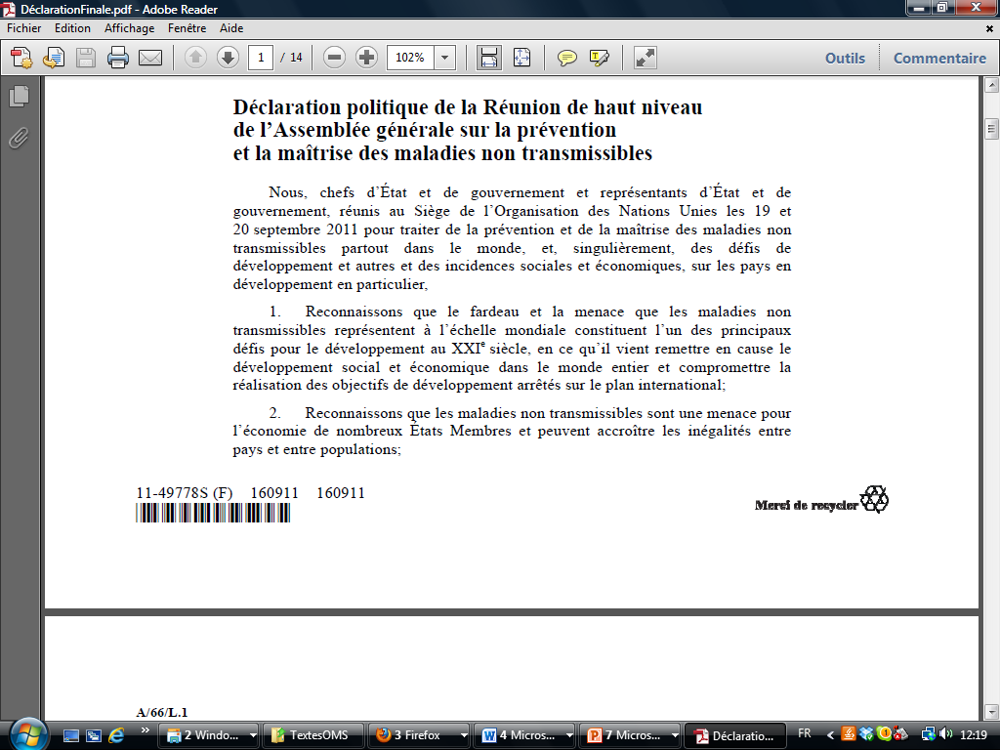 DéclarationFinale.pdf - Adobe Reader
Fichier Edition Affichage Fenêtre Aide
1 / 14 102% Outils Commentaire
Déclaration politique de la Réunion de haut niveau
de l'Assemblée générale sur la prévention
et la maîtrise des maladies non transmissibles
Nous, chefs d'État et de gouvernement et représentants d'État et de
gouvernement, réunis au Siège de l'Organisation des Nations Unies les 19 et
20 septembre 2011 pour traiter de la prévention et de la maîtrise des maladies non
transmissibles partout dans le monde, et, singulièrement, des défis de
développement et autres et des incidences sociales et économiques, sur les pays en
développement en particulier,
1. Reconnaissons que le fardeau et la menace que les maladies non
transmissibles représentent à l'échelle mondiale constituent l'un des principaux
défis pour le développement au XXIe siècle, en ce qu'il vient remettre en cause le
développement social et économique dans le monde entier et compromettre la
réalisation des objectifs de développement arrêtés sur le plan international;
2. Reconnaissons que les maladies non transmissibles sont une menace pour
l'économie de nombreux États Membres et peuvent accroître les inégalités entre
pays et entre populations;
11-49778S (F) 160911 160911
Merci de recycler
A/66/L.1
2 Windo... TextesOMS 3 Firefox 4 Micros... 7 Micros... Déclaratio... FR 12:19